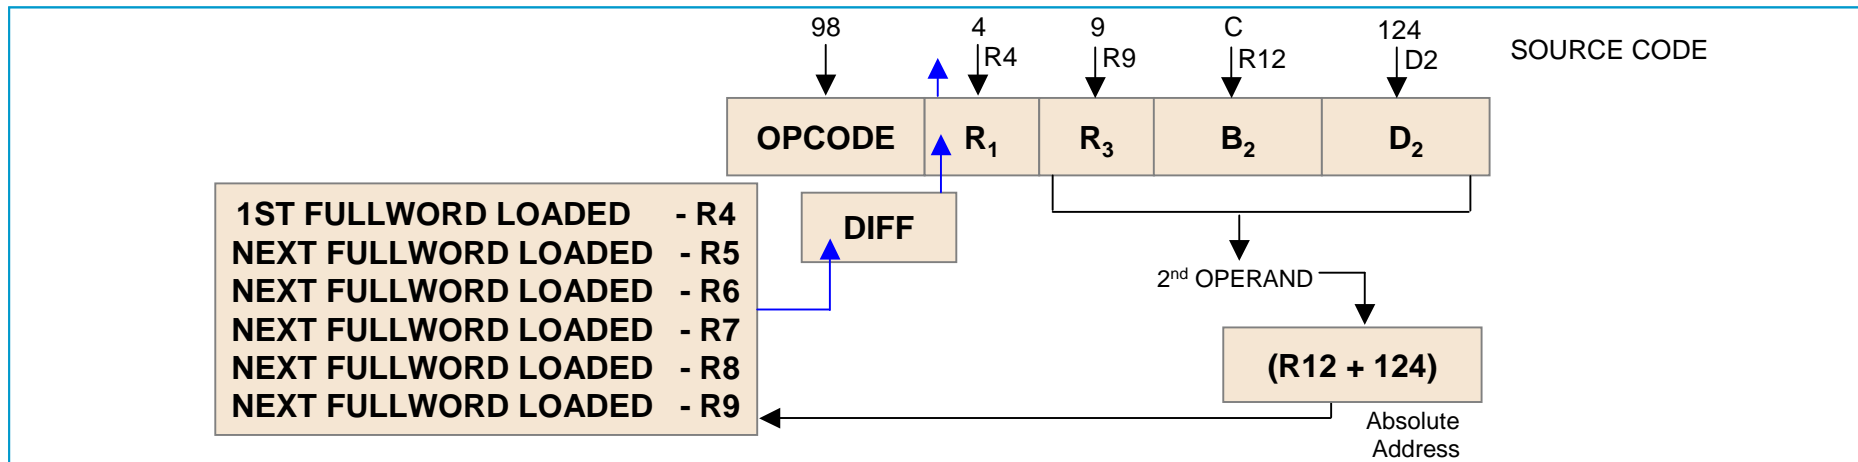 98 4 9 C 124
R4 R9 R12 D2
SOURCE CODE
OPCODE R1 R3 B2 D2
1ST FULLWORD LOADED - R4
NEXT FULLWORD LOADED - R5
NEXT FULLWORD LOADED - R6
NEXT FULLWORD LOADED - R7
NEXT FULLWORD LOADED - R8
NEXT FULLWORD LOADED - R9
DIFF
2nd OPERAND
(R12 + 124)
Absolute
Address